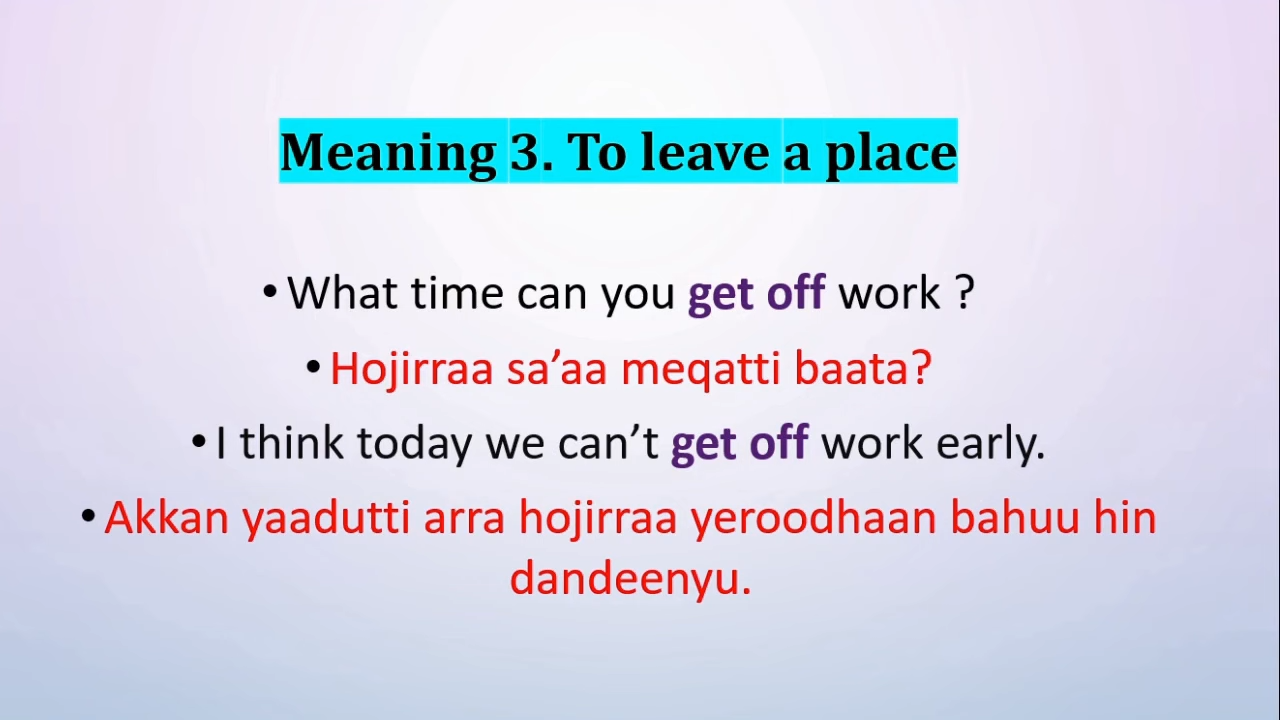 Meaning 3. To leave a place
• What time can you get off work ?
• Hojirraa sa’aa meqatti baata?
• I think today we can’t get off work early.
• Akkan yaadutti arra hojirraa yeroodhaan bahuu hin
dandeenyu.